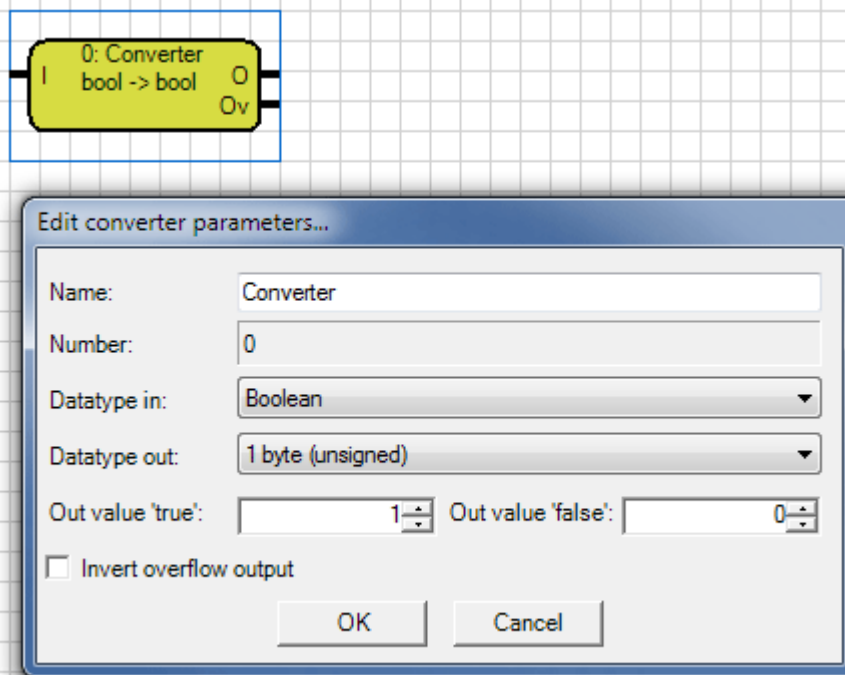 0: Converter
I bool -> bool O
Ov
Edit converter parameters...
Name: Converter
Number: 0
Datatype in: Boolean
Datatype out: 1 byte (unsigned)
Out value 'true': 1 Out value 'false': 0
Invert overflow output
OK Cancel